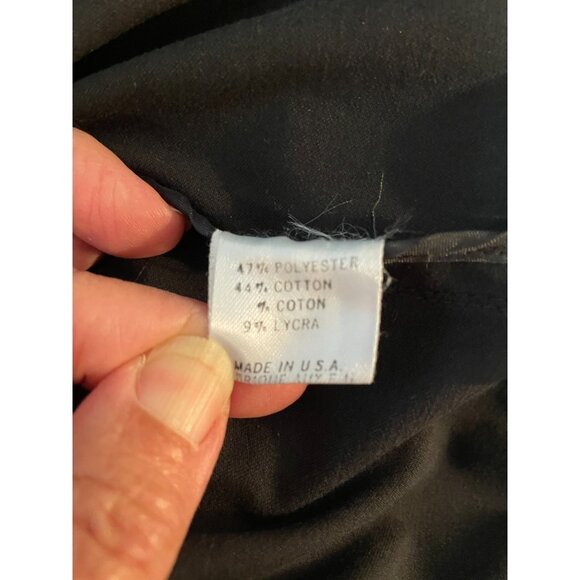 47% POLYESTER
44% COTTON
% COTON
9% LYCRA
MADE IN U.S.A.